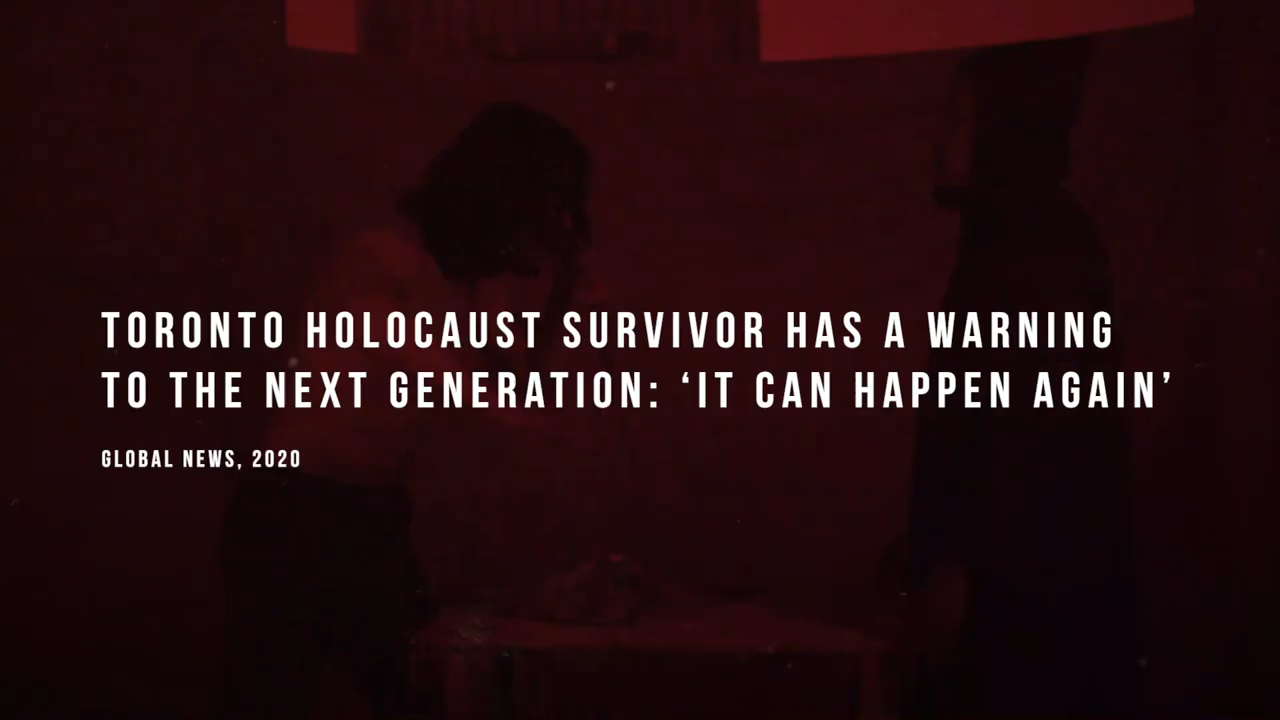 TORONTO HOLOCAUST SURVIVOR HAS A WARNING
TO THE NEXT GENERATION: ‘IT CAN HAPPEN AGAIN’
GLOBAL NEWS, 2020